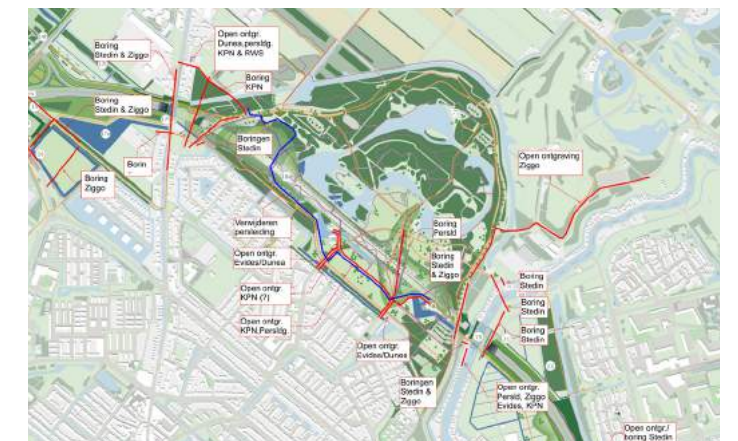 Open ontgr.
Dunea,persldg.
KPN & RWS
Boring
Stedin & Ziggo
Boring
KPN
Boring
Stedin & Ziggo
Boringen
Stedin
Borin
Boring
Ziggo
Open ontgraving
Ziggo
Verwijderen
persleiding
Boring
Persld
Open ontgr.
Evides/Dunea
Boring
Stedin
& Ziggo
Boring
Stedin
Open ontgr.
KPN (?)
Boring
Stedin
Open ontgr.
KPN,Persldg.
Boring
Stedin
Open ontgr.
Evides/Dunea
Boringen
Stedin &
Ziggo
Open ontgr.
Persld, Ziggo
Evides, KPN
Open ontgr./
boring Stedin